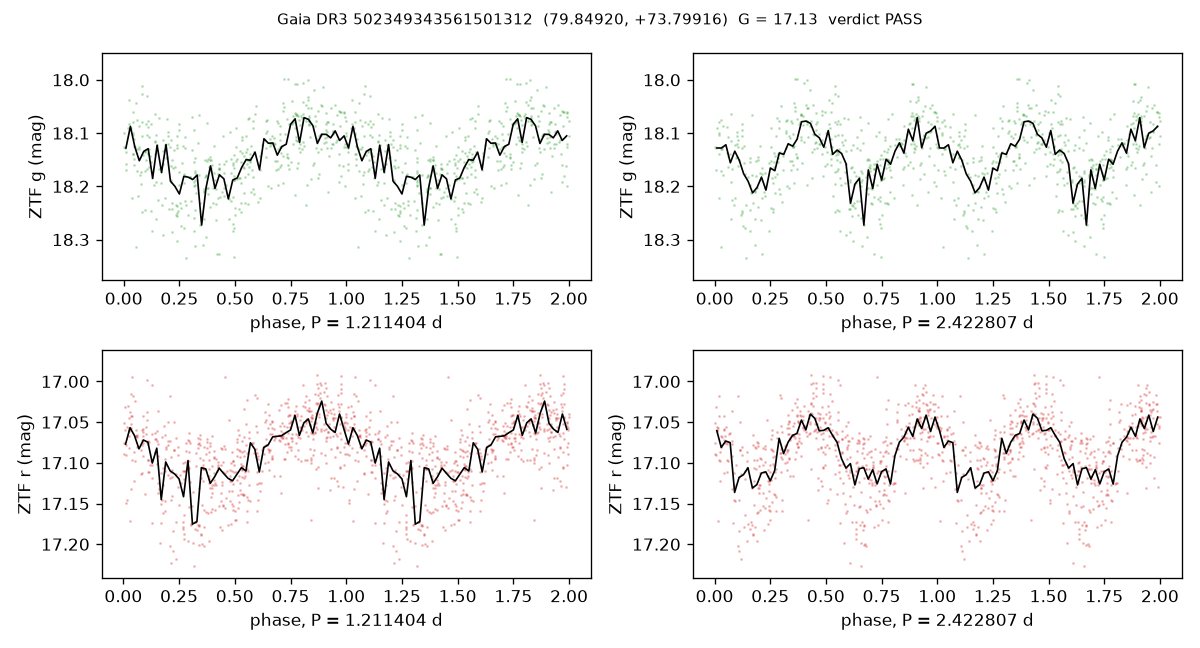 Gaia DR3 502349343561501312  (79.84920, +73.79916)  G = 17.13  verdict PASS
ZTF g (mag)
18.0
18.1
18.2
18.3
0.00 0.25 0.50 0.75 1.00 1.25 1.50 1.75 2.00
phase, P = 1.211404 d
ZTF g (mag)
18.0
18.1
18.2
18.3
0.00 0.25 0.50 0.75 1.00 1.25 1.50 1.75 2.00
phase, P = 2.422807 d
ZTF r (mag)
17.00
17.05
17.10
17.15
17.20
0.00 0.25 0.50 0.75 1.00 1.25 1.50 1.75 2.00
phase, P = 1.211404 d
ZTF r (mag)
17.00
17.05
17.10
17.15
17.20
0.00 0.25 0.50 0.75 1.00 1.25 1.50 1.75 2.00
phase, P = 2.422807 d